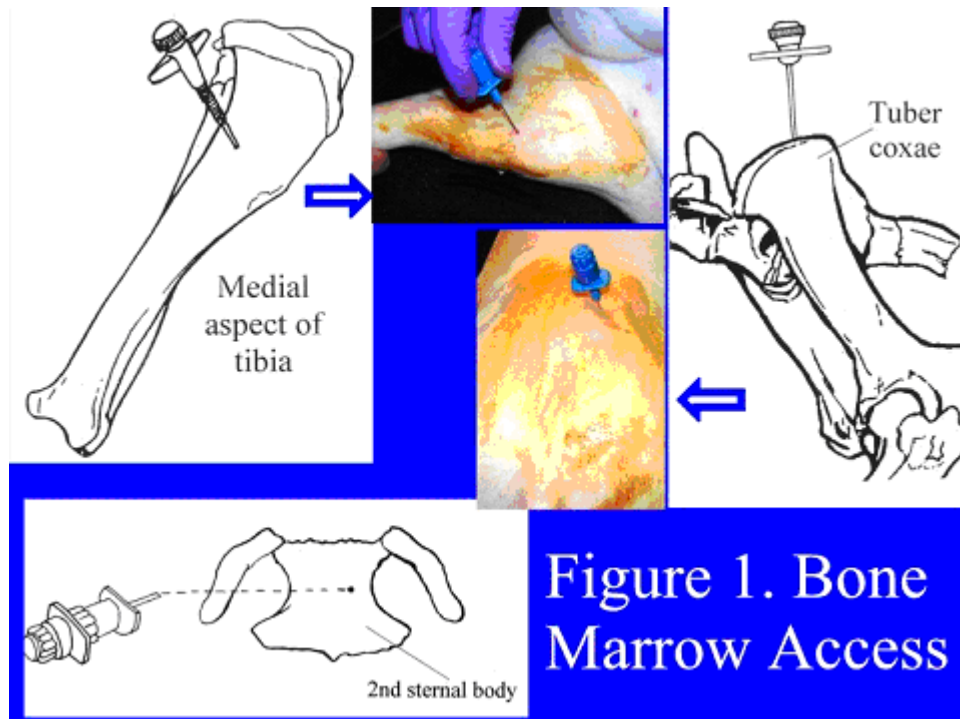 Tuber
coxae
Medial
aspect of
tibia
2nd sternal body
Figure 1. Bone
Marrow Access